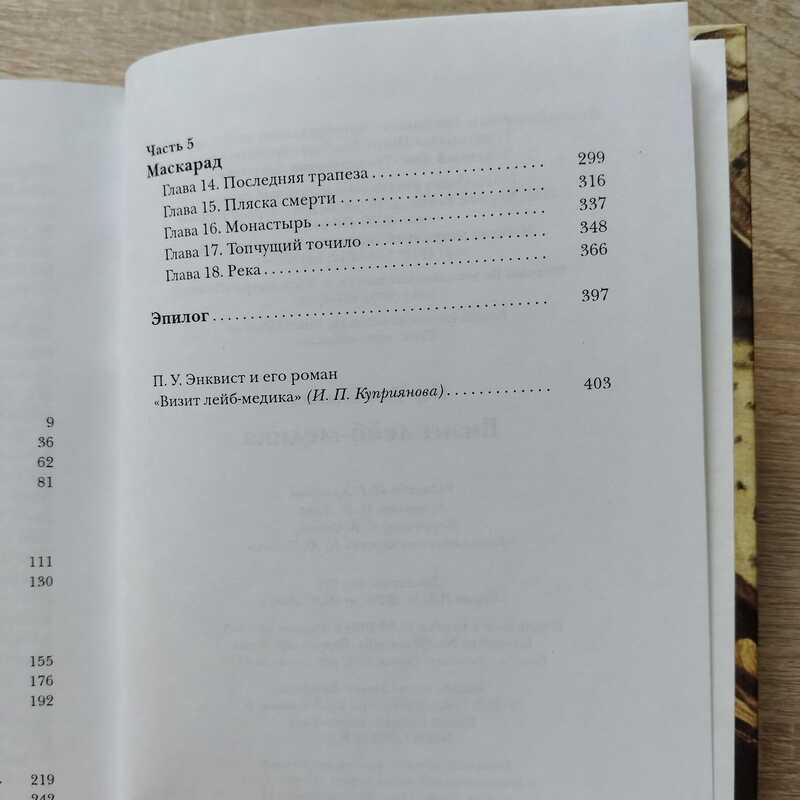 9
36
62
81
111
130
155
176
192
219
242
Часть 5
Маскарад
Глава 14. Последняя трапеза . . . . . . . . . . . . . . . . . . 299
Глава 15. Пляска смерти . . . . . . . . . . . . . . . . . . . . . 316
Глава 16. Монастырь . . . . . . . . . . . . . . . . . . . . . . . . 337
Глава 17. Топчущий точило . . . . . . . . . . . . . . . . . . . 348
Глава 18. Река . . . . . . . . . . . . . . . . . . . . . . . . . . . . . 366
Эпилог . . . . . . . . . . . . . . . . . . . . . . . . . . . . . . . . . . 397
П. У. Энквист и его роман
«Визит лейб-медика» (И. П. Куприянова) . . . . . . . . . . . 403